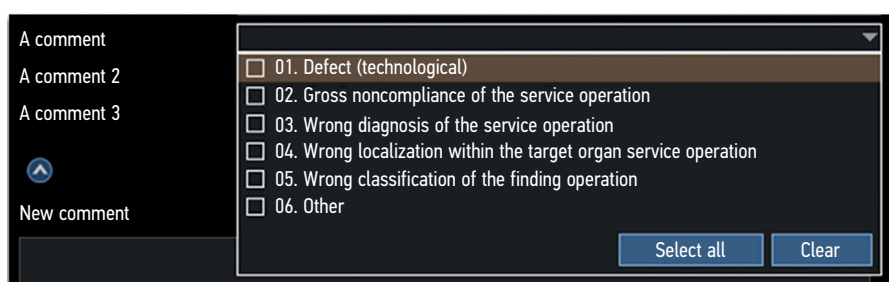 A comment
A comment 2
A comment 3
New comment
01. Defect (technological)
02. Gross noncompliance of the service operation
03. Wrong diagnosis of the service operation
04. Wrong localization within the target organ service operation
05. Wrong classification of the finding operation
06. Other
Select all
Clear